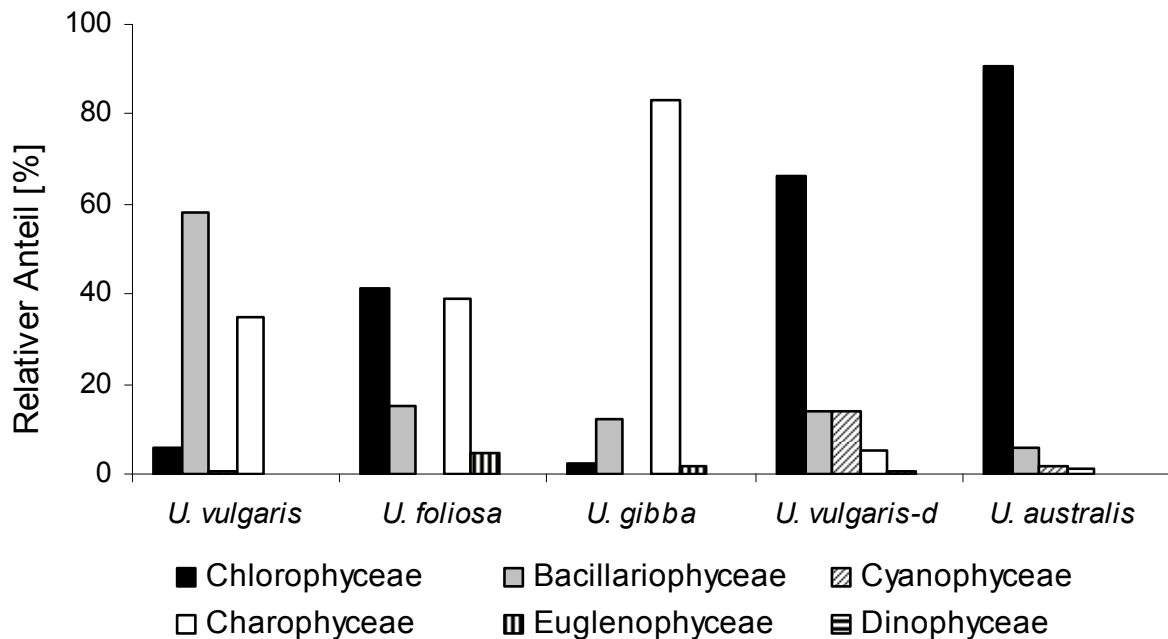 100
80
60
40
20
0
Relativer Anteil [%]
U. vulgaris U. foliosa U. gibba U. vulgaris-d U. australis
Chlorophyceae Bacillariophyceae Cyanophyceae
Charophyceae Euglenophyceae Dinophyceae